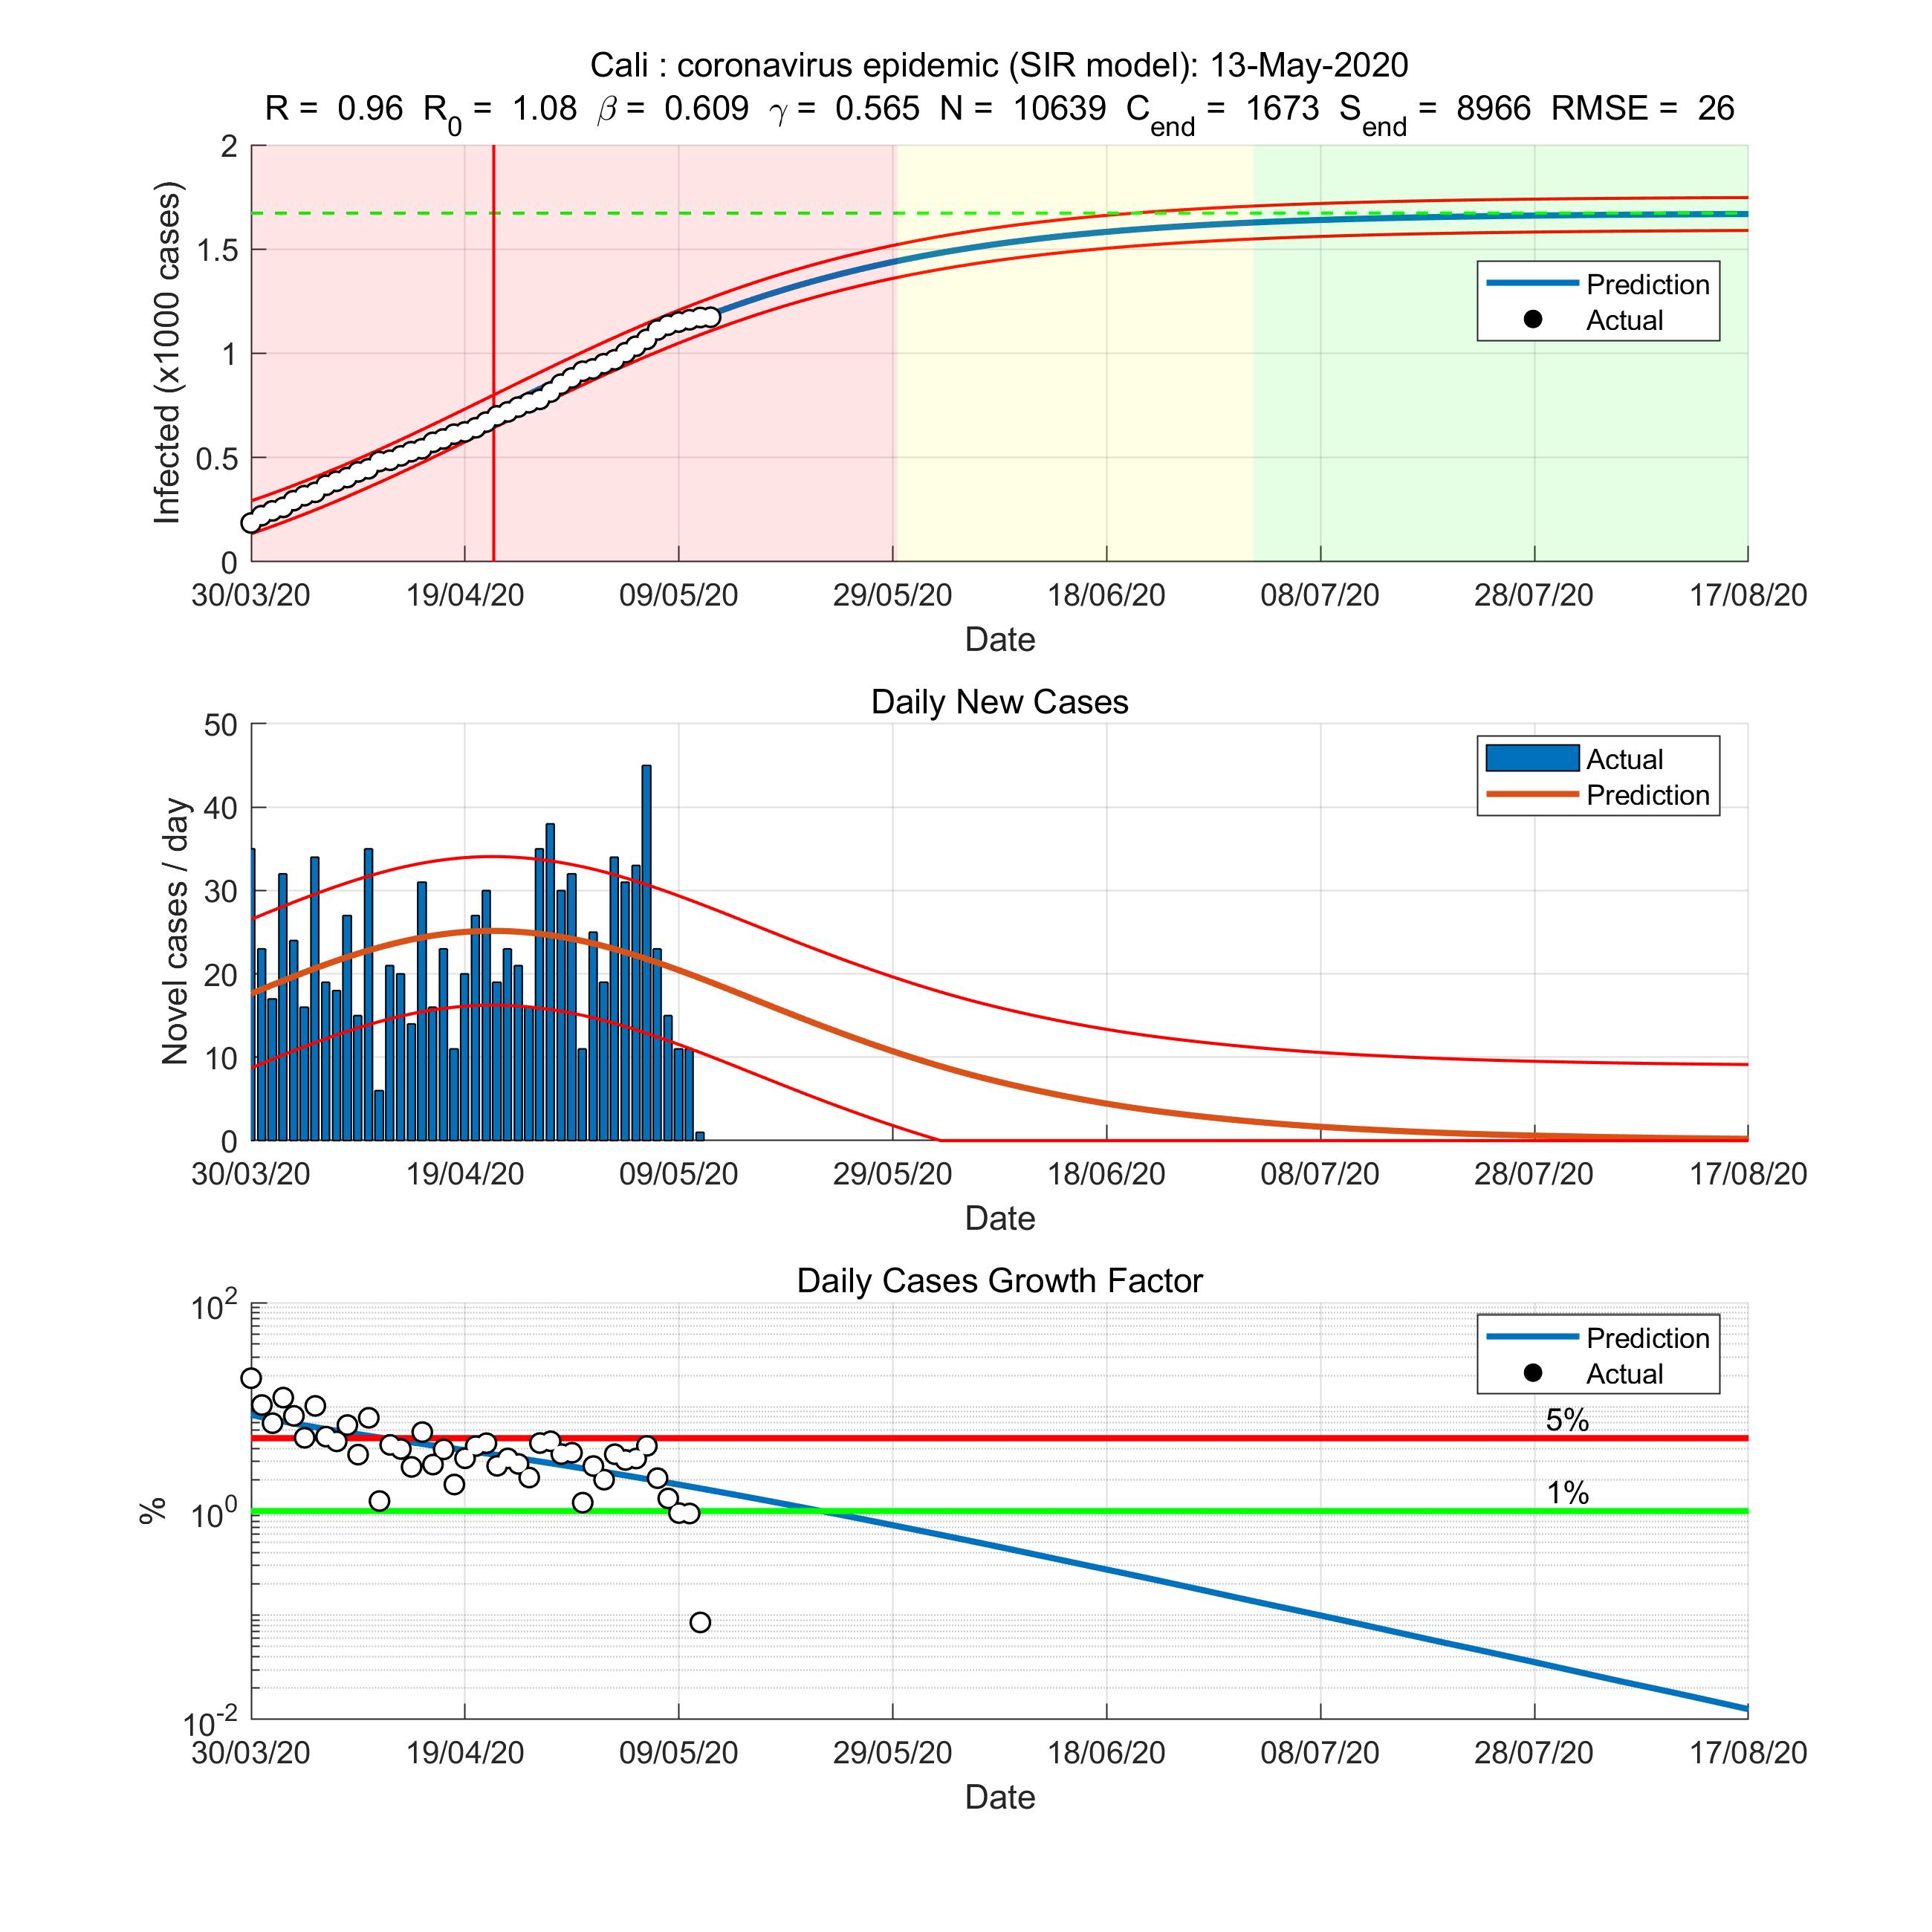 Cali : coronavirus epidemic (SIR model): 13-May-2020
R = 0.96 R0 = 1.08 β = 0.609 γ = 0.565 N = 10639 Cend = 1673 Send = 8966 RMSE = 26
2
1.5
1
0.5
0
Infected (x1000 cases)
Prediction
Actual
30/03/20 19/04/20 09/05/20 29/05/20 18/06/20 08/07/20 28/07/20 17/08/20
Date
Daily New Cases
50
40
30
20
10
0
Novel cases / day
Actual
Prediction
30/03/20 19/04/20 09/05/20 29/05/20 18/06/20 08/07/20 28/07/20 17/08/20
Date
Daily Cases Growth Factor
10^2
10^0
10^-2
%
Prediction
Actual
5%
1%
30/03/20 19/04/20 09/05/20 29/05/20 18/06/20 08/07/20 28/07/20 17/08/20
Date